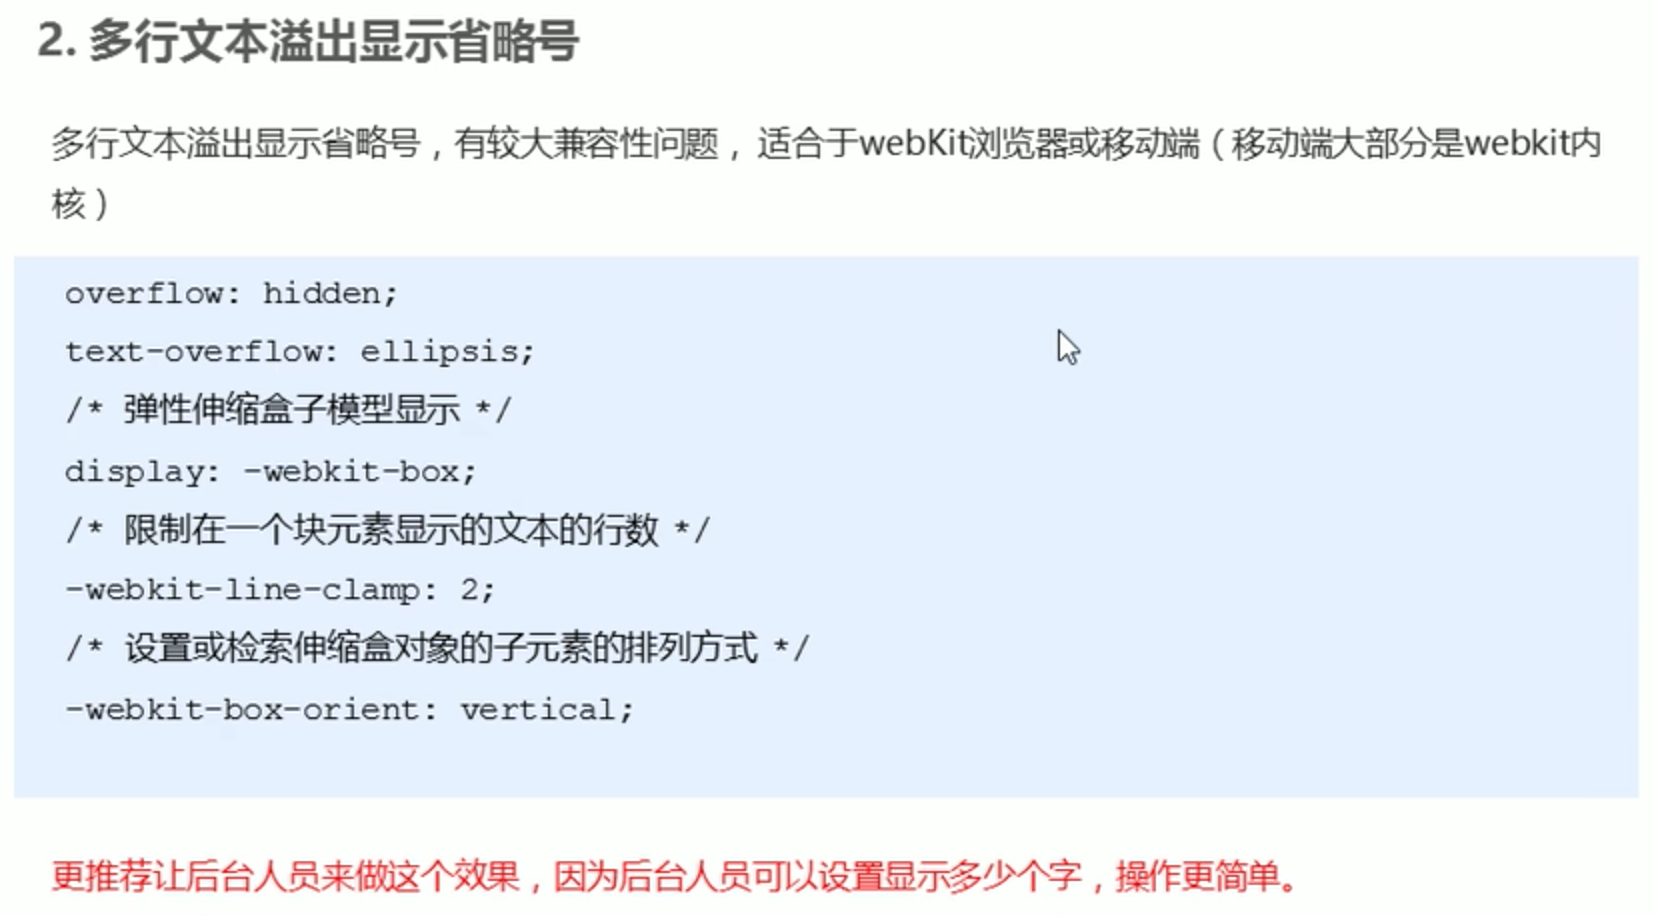 2. 多行文本溢出显示省略号
多行文本溢出显示省略号，有较大兼容性问题， 适合于webKit浏览器或移动端（移动端大部分是webkit内
核）
overflow: hidden;
text-overflow: ellipsis;
/* 弹性伸缩盒子模型显示 */
display: -webkit-box;
/* 限制在一个块元素显示的文本的行数 */
-webkit-line-clamp: 2;
/* 设置或检索伸缩盒对象的子元素的排列方式 */
-webkit-box-orient: vertical;
更推荐让后台人员来做这个效果，因为后台人员可以设置显示多少个字，操作更简单。